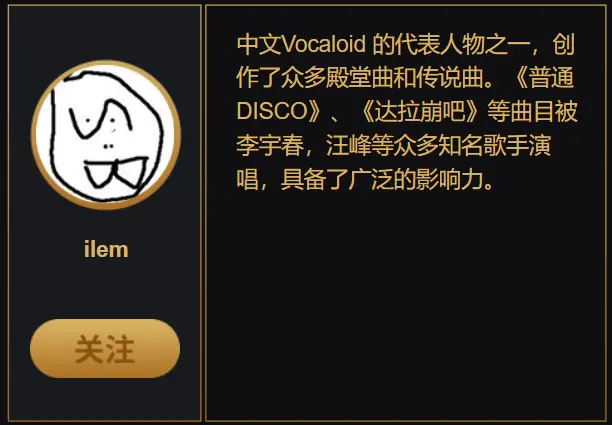 ilem
关注
中文Vocaloid 的代表人物之一，创
作了众多殿堂曲和传说曲。《普通
DISCO》、《达拉崩吧》等曲目被
李宇春，汪峰等众多知名歌手演
唱，具备了广泛的影响力。